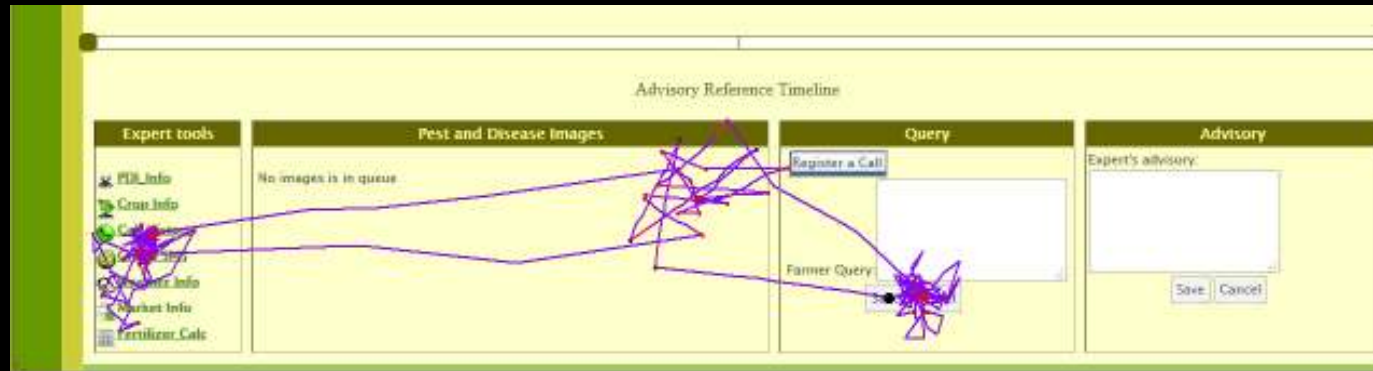 Advisory Reference Timeline
Expert tools
PDI_Info
Crop Info
Info
Market Info
Fertilizer Calc
Pest and Disease Images
No images is in queue
Query
Register a Call
Farmer Query:
Advisory
Expert's advisory:
Save Cancel